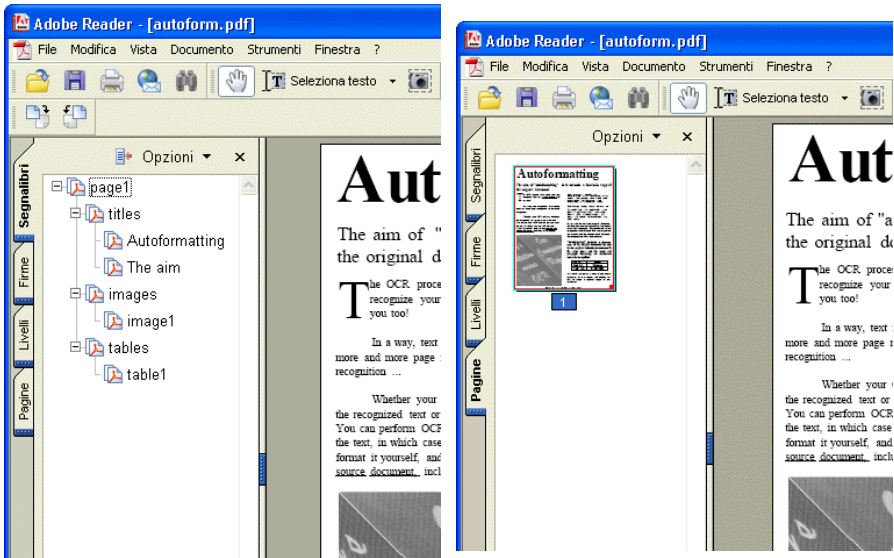 Adobe Reader - [autoform.pdf]
File Modifica Vista Documento Strumenti Finestra ?
Seleziona testo
Opzioni
Segnalibri
Firme
Livelli
Pagine
page1
titles
Autoformatting
The aim
images
image1
tables
table1
Aut
The aim of "
the original d
The OCR proce
recognize your
you too!
In a way, text
more and more page
recognition ...
Whether your
the recognized text or
You can perform OCF
the text, in which case
format it yourself, and
source document, incl
Adobe Reader - [autoform.pdf]
File Modifica Vista Documento Strumenti Finestra ?
Seleziona testo
Opzioni
Segnalibri
Firme
Livelli
Pagine
Autoformatting
1
Aut
The aim of "a
the original do
The OCR proces
recognize your
you too!
In a way, text
more and more page r
recognition ...
Whether your
the recognized text or
You can perform OCR
the text, in which case
format it yourself, and
source document, inclu